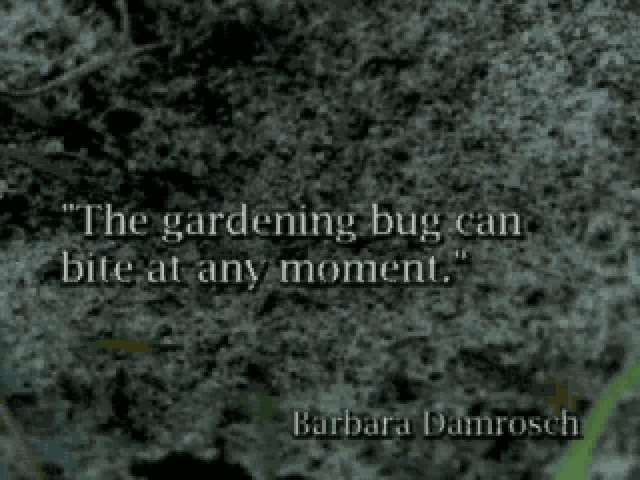 "The gardening bug can
bite at any moment."
Barbara Damrosch